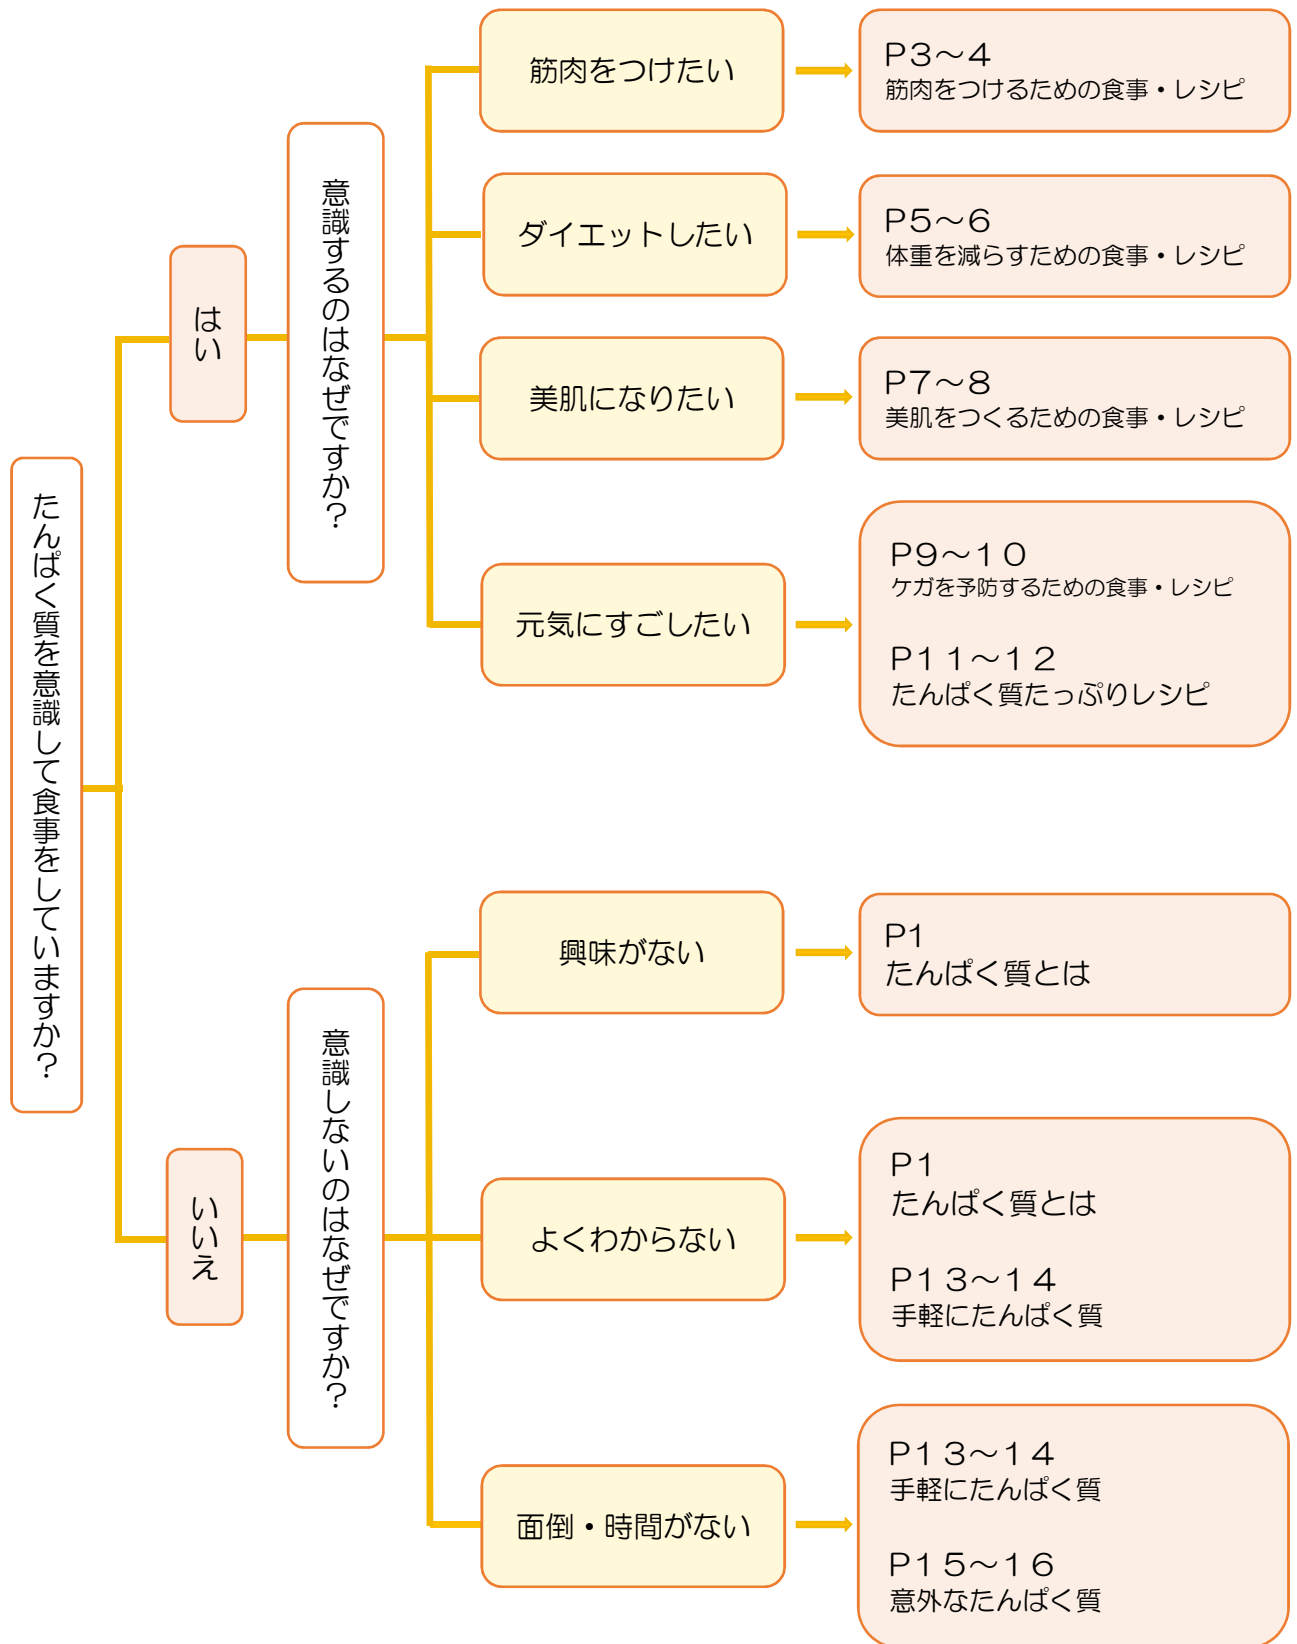 たんぱく質を意識して食事をしていますか？
はい
意識するのはなぜですか？
筋肉をつけたい
P3～4
筋肉をつけるための食事・レシピ
ダイエットしたい
P5～6
体重を減らすための食事・レシピ
美肌になりたい
P7～8
美肌をつくるための食事・レシピ
元気にすごしたい
P9～１０
ケガを予防するための食事・レシピ
P１１～１２
たんぱく質たっぷりレシピ
いいえ
意識しないのはなぜですか？
興味がない
P1
たんぱく質とは
よくわからない
P1
たんぱく質とは
P１３～１４
手軽にたんぱく質
面倒・時間がない
P１３～１４
手軽にたんぱく質
P１５～１６
意外なたんぱく質